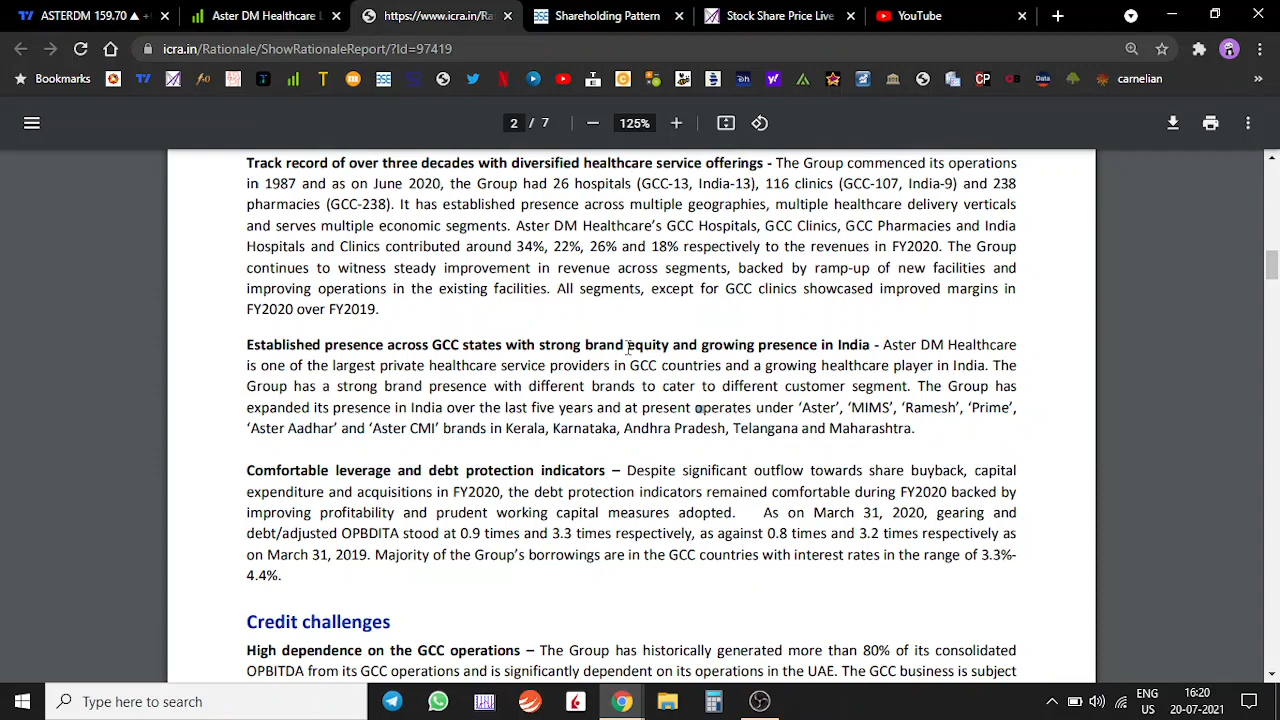 ASTERDM 159.70 ▲ +
Aster DM Healthcare L
https://www.icra.in/Ra
Shareholding Pattern
Stock Share Price Live
YouTube
icra.in/Rationale/ShowRationaleReport/?Id=97419
Bookmarks
carnelian
2 / 7
125%
Track record of over three decades with diversified healthcare service offerings - The Group commenced its operations
in 1987 and as on June 2020, the Group had 26 hospitals (GCC-13, India-13), 116 clinics (GCC-107, India-9) and 238
pharmacies (GCC-238). It has established presence across multiple geographies, multiple healthcare delivery verticals
and serves multiple economic segments. Aster DM Healthcare's GCC Hospitals, GCC Clinics, GCC Pharmacies and India
Hospitals and Clinics contributed around 34%, 22%, 26% and 18% respectively to the revenues in FY2020. The Group
continues to witness steady improvement in revenue across segments, backed by ramp-up of new facilities and
improving operations in the existing facilities. All segments, except for GCC clinics showcased improved margins in
FY2020 over FY2019.
Established presence across GCC states with strong brand equity and growing presence in India - Aster DM Healthcare
is one of the largest private healthcare service providers in GCC countries and a growing healthcare player in India. The
Group has a strong brand presence with different brands to cater to different customer segment. The Group has
expanded its presence in India over the last five years and at present operates under 'Aster', 'MIMS', 'Ramesh', 'Prime',
'Aster Aadhar' and 'Aster CMI' brands in Kerala, Karnataka, Andhra Pradesh, Telangana and Maharashtra.
Comfortable leverage and debt protection indicators – Despite significant outflow towards share buyback, capital
expenditure and acquisitions in FY2020, the debt protection indicators remained comfortable during FY2020 backed by
improving profitability and prudent working capital measures adopted. As on March 31, 2020, gearing and
debt/adjusted OPBDITA stood at 0.9 times and 3.3 times respectively, as against 0.8 times and 3.2 times respectively as
on March 31, 2019. Majority of the Group's borrowings are in the GCC countries with interest rates in the range of 3.3%-
4.4%.
Credit challenges
High dependence on the GCC operations – The Group has historically generated more than 80% of its consolidated
OPBITDA from its GCC operations and is significantly dependent on its operations in the UAE. The GCC business is subject
Type here to search
ENG
US
16:20
20-07-2021